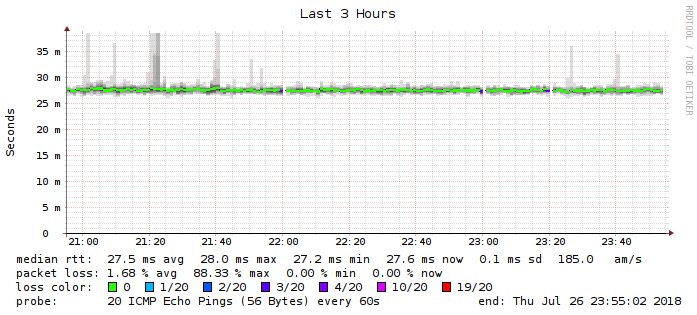 Last 3 Hours
RRDTOOL / TOBI OETIKER
Seconds
35 m
30 m
25 m
20 m
15 m
10 m
5 m
0
21:00 21:20 21:40 22:00 22:20 22:40 23:00 23:20 23:40
median rtt: 27.5 ms avg 28.0 ms max 27.2 ms min 27.6 ms now 0.1 ms sd 185.0 am/s
packet loss: 1.68 % avg 88.33 % max 0.00 % min 0.00 % now
loss color: 0 1/20 2/20 3/20 4/20 10/20 19/20
probe: 20 ICMP Echo Pings (56 Bytes) every 60s end: Thu Jul 26 23:55:02 2018